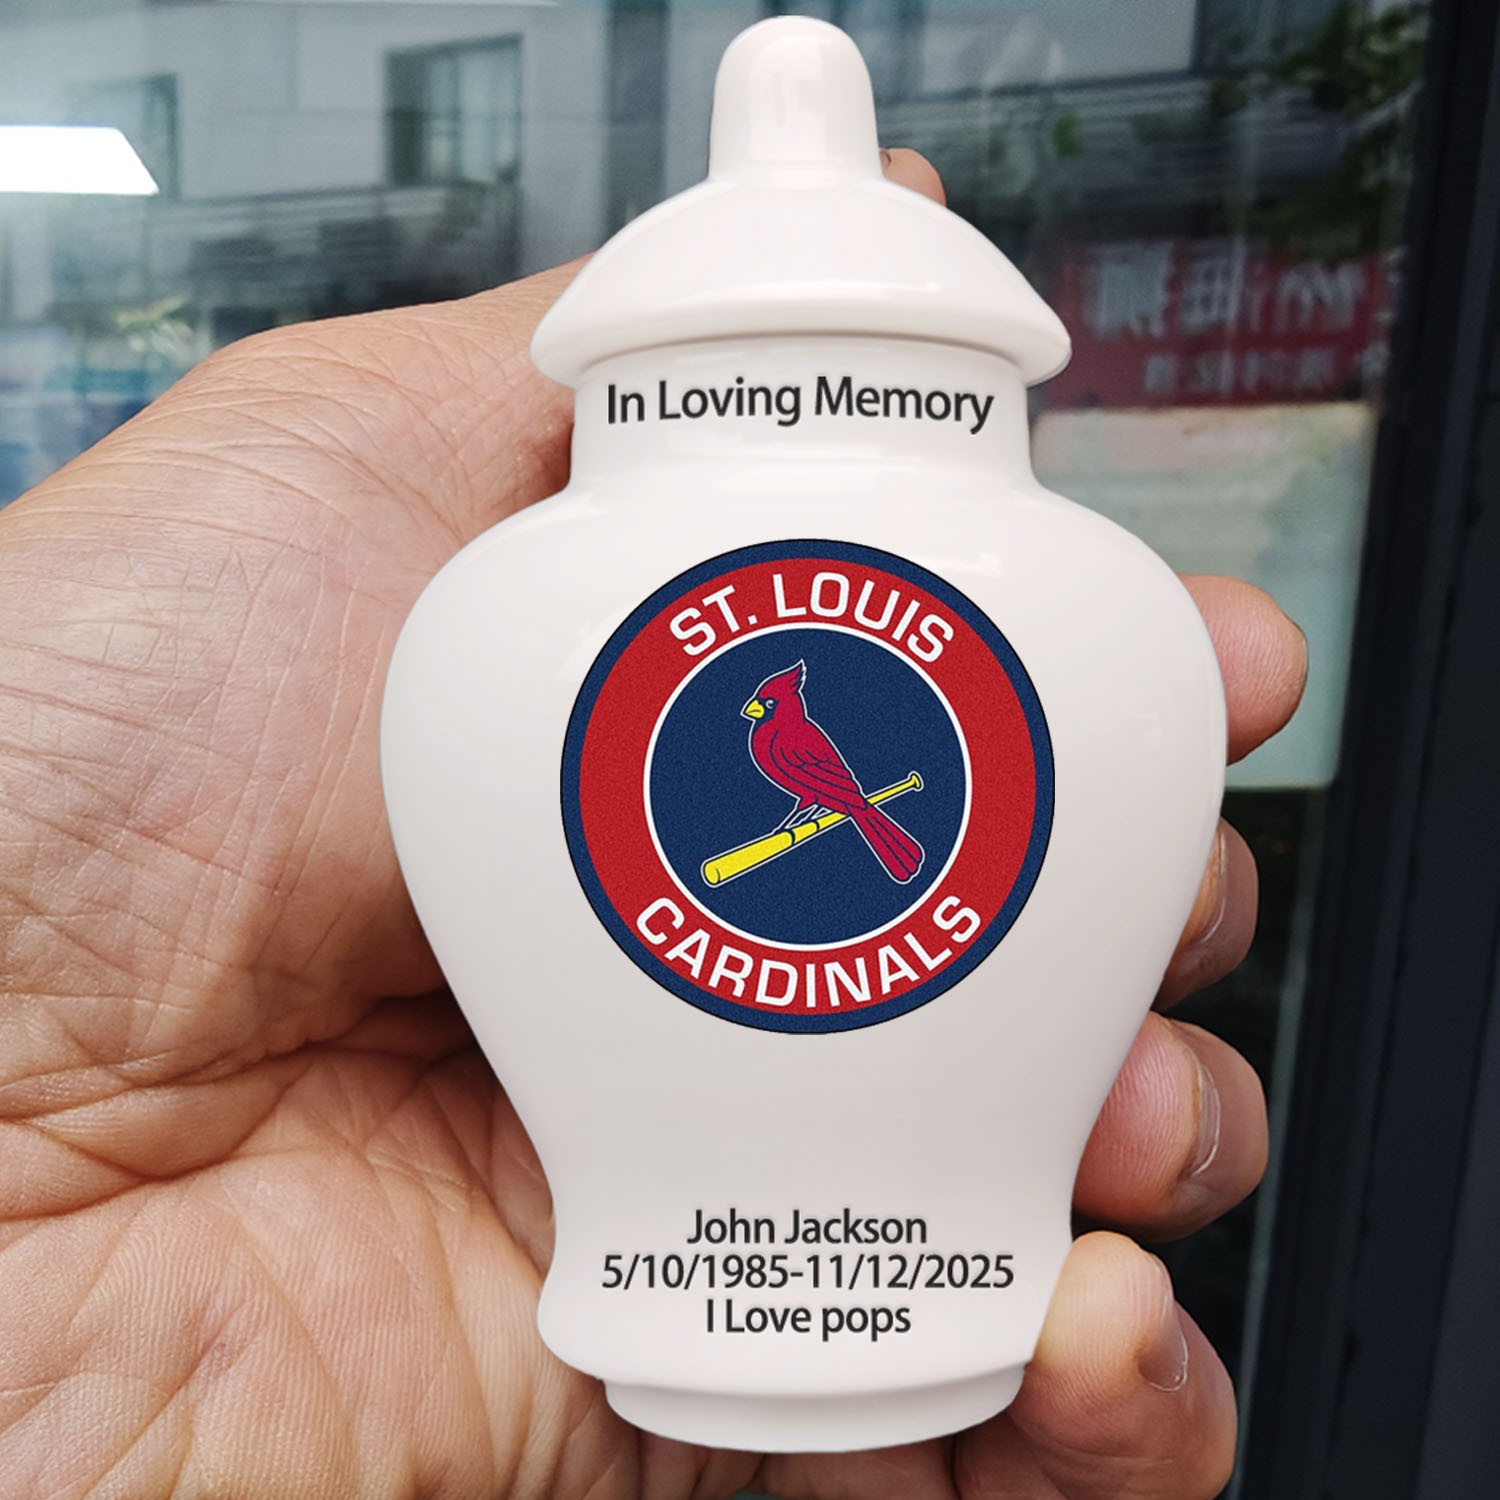 In Loving Memory
ST. LOUIS
CARDINALS
John Jackson
5/10/1985-11/12/2025
I Love pops